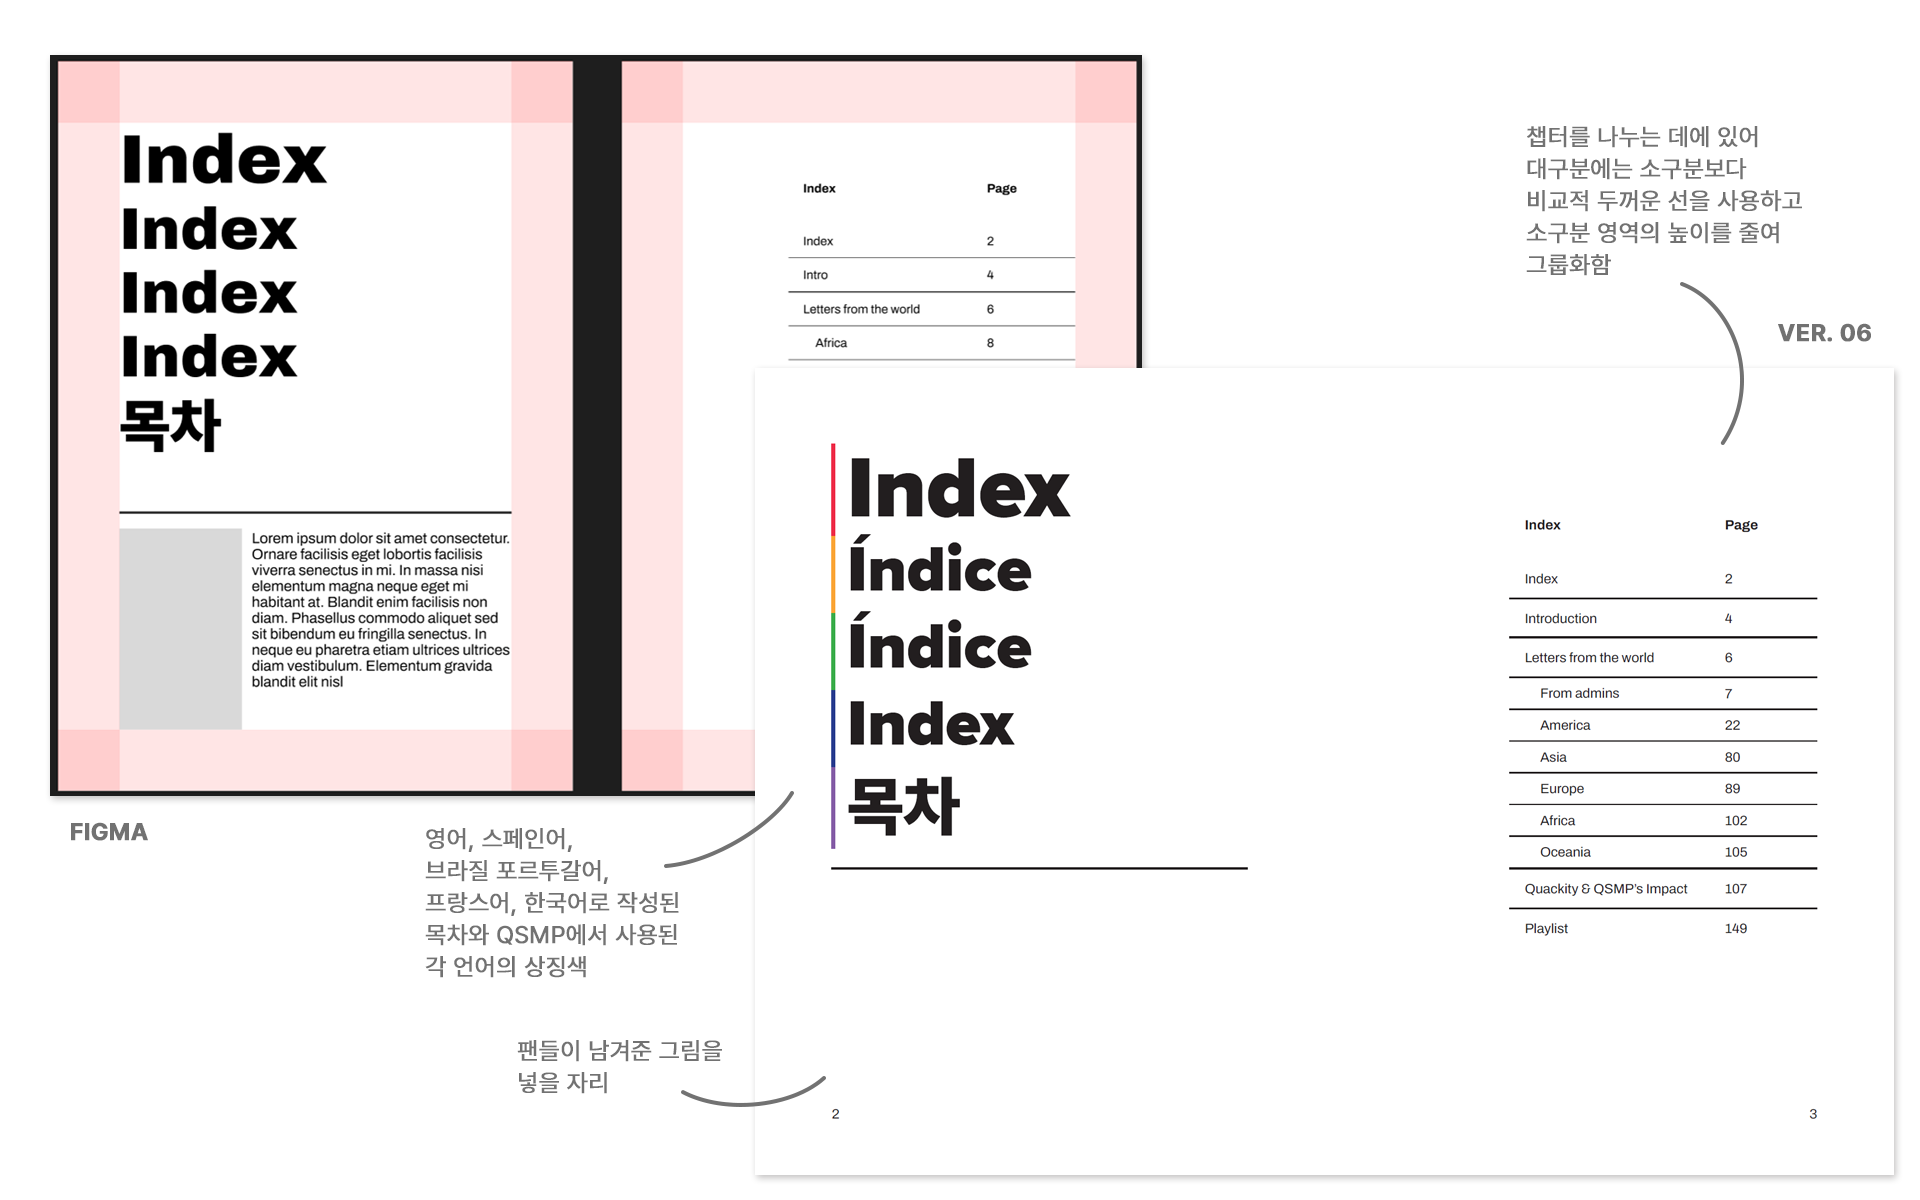 Index
Index
Index
Index
목차
Lorem ipsum dolor sit amet consectetur.
Ornare facilisis eget lobortis facilisis
viverra senectus in mi. In massa nisi
elementum magna neque eget mi
habitant at. Blandit enim facilisis non
diam. Phasellus commodo aliquet sed
sit bibendum eu fringilla senectus. In
neque eu pharetra etiam ultrices ultrices
diam vestibulum. Elementum gravida
blandit elit nisl
Index Page
Index 2
Intro 4
Letters from the world 6
Africa 8
FIGMA
챕터를 나누는 데에 있어
대구분에는 소구분보다
비교적 두꺼운 선을 사용하고
소구분 영역의 높이를 줄여
그룹화함
VER. 06
Index
Índice
Índice
Index
목차
Index Page
Index 2
Introduction 4
Letters from the world 6
From admins 7
America 22
Asia 80
Europe 89
Africa 102
Oceania 105
Quackity & QSMP's Impact 107
Playlist 149
영어, 스페인어,
브라질 포르투갈어,
프랑스어, 한국어로 작성된
목차와 QSMP에서 사용된
각 언어의 상징색
팬들이 남겨준 그림을
넣을 자리
2
3